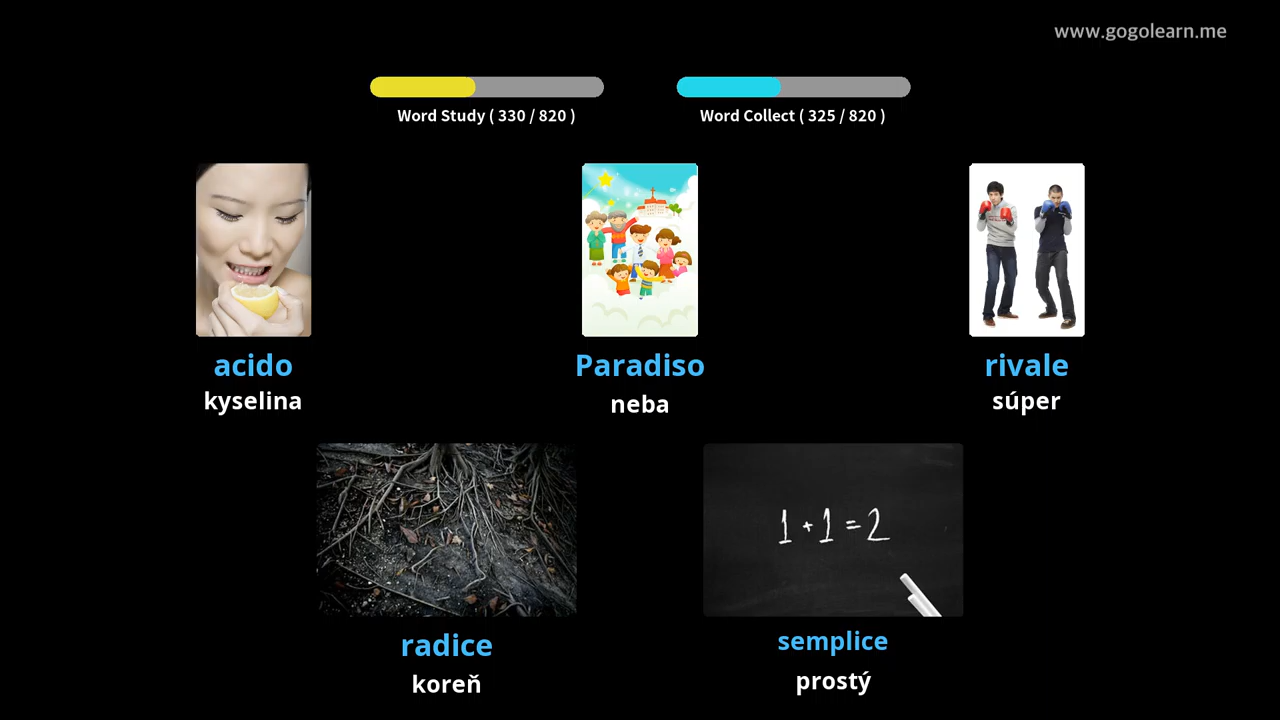 www.gogolearn.me
Word Study ( 330 / 820 )
Word Collect ( 325 / 820 )
acido
kyselina
Paradiso
neba
rivale
súper
1 + 1 = 2
radice
koreň
semplice
prostý